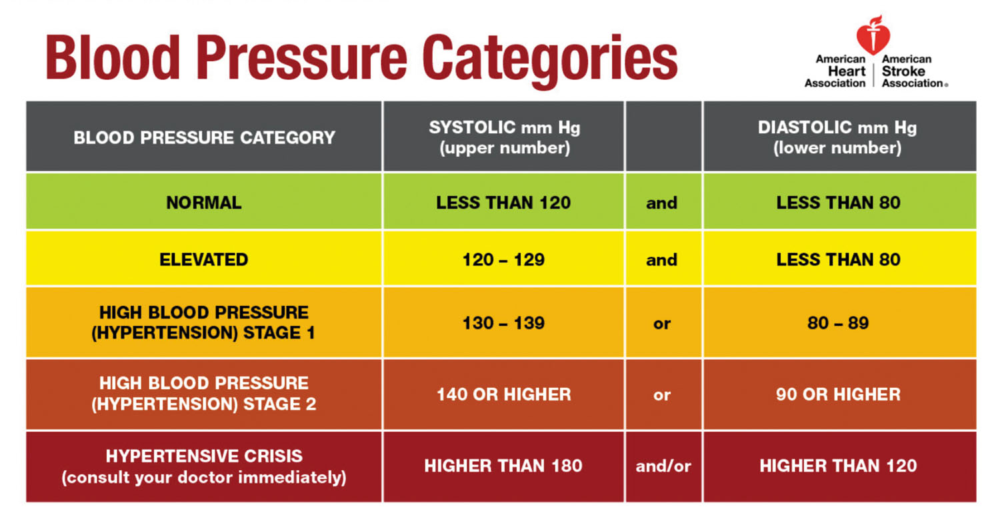 Blood Pressure Categories
American Heart Association
American Stroke Association®
BLOOD PRESSURE CATEGORY
SYSTOLIC mm Hg
(upper number)
DIASTOLIC mm Hg
(lower number)
NORMAL
LESS THAN 120
and
LESS THAN 80
ELEVATED
120 – 129
and
LESS THAN 80
HIGH BLOOD PRESSURE
(HYPERTENSION) STAGE 1
130 – 139
or
80 – 89
HIGH BLOOD PRESSURE
(HYPERTENSION) STAGE 2
140 OR HIGHER
or
90 OR HIGHER
HYPERTENSIVE CRISIS
(consult your doctor immediately)
HIGHER THAN 180
and/or
HIGHER THAN 120